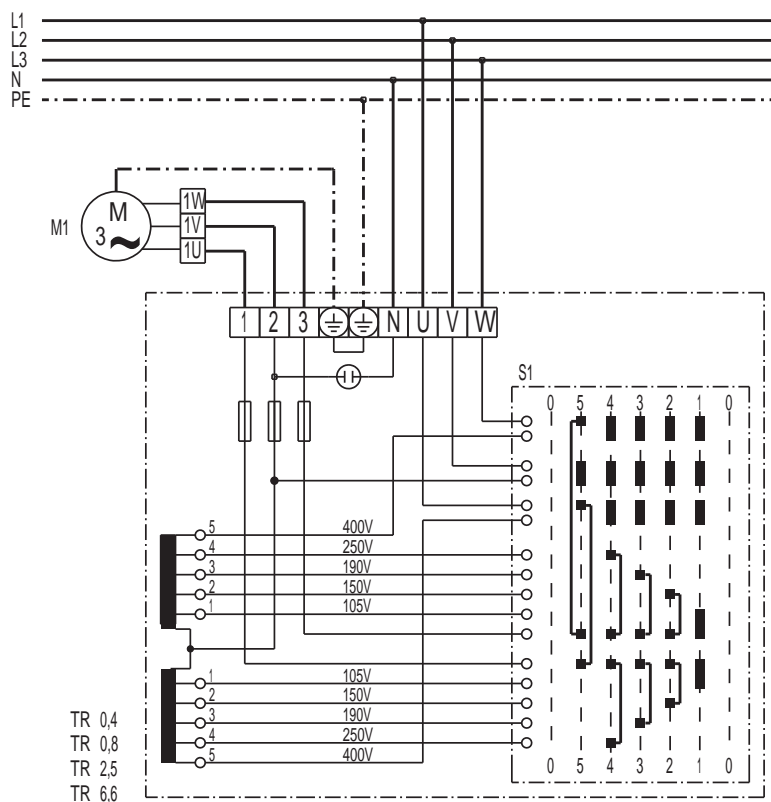 L1
L2
L3
N
PE
M1
M
3
1W
1V
1U
1 2 3 N U V W
S1
0 5 4 3 2 1 0
5 400V
4 250V
3 190V
2 150V
1 105V
1 105V
2 150V
3 190V
4 250V
5 400V
0 5 4 3 2 1 0
TR 0,4
TR 0,8
TR 2,5
TR 6.6